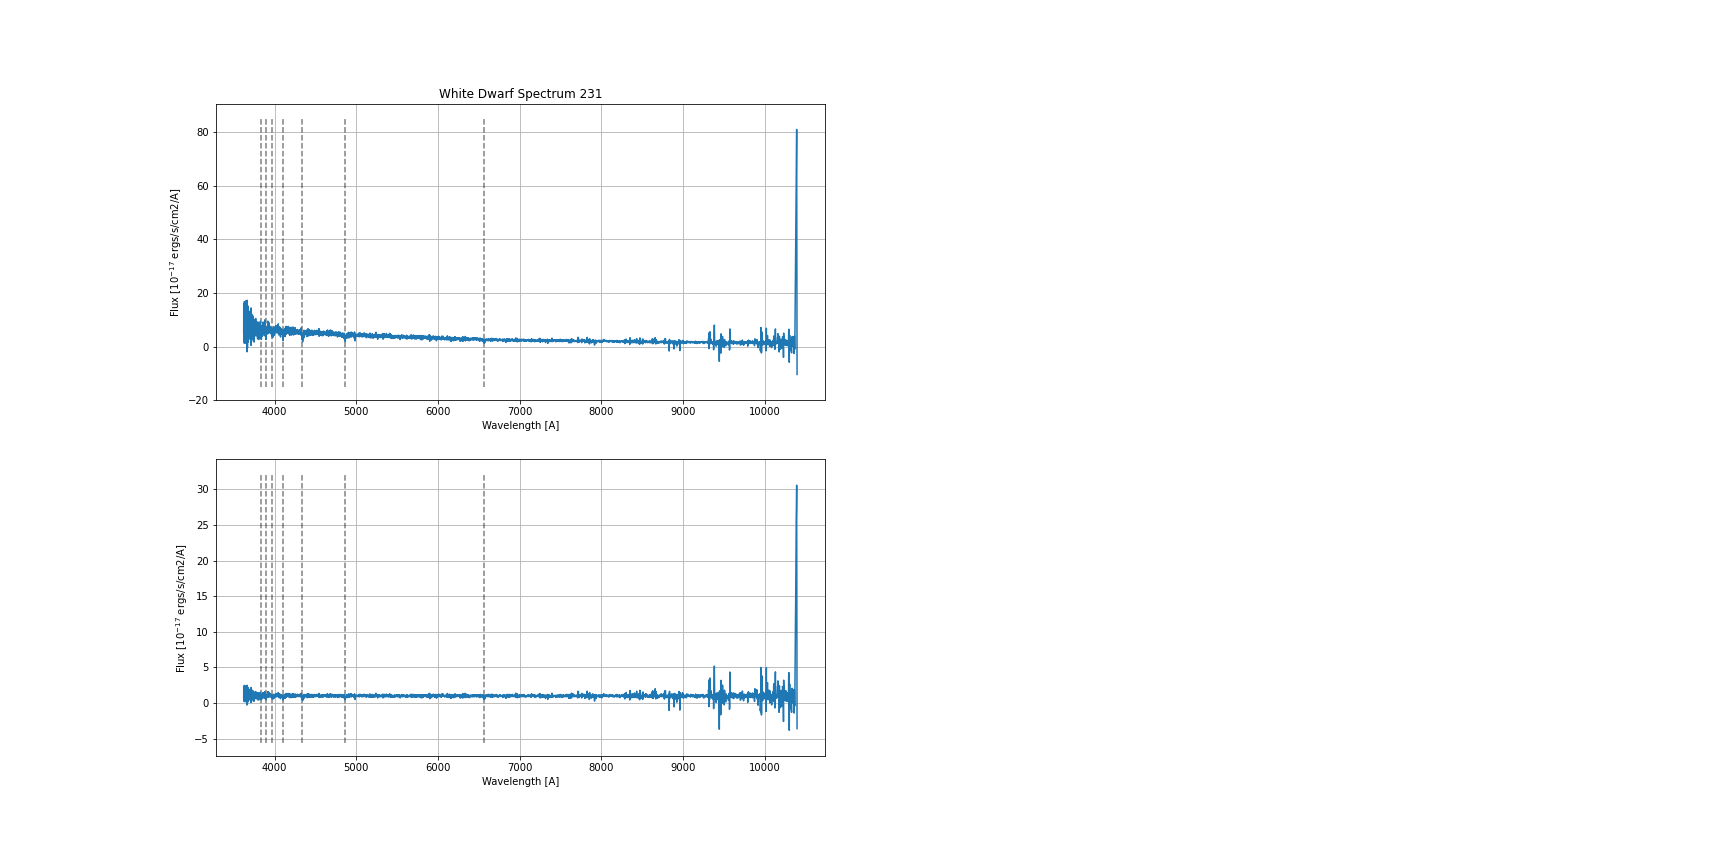 White Dwarf Spectrum 231
80
60
40
20
0
−20
Flux [10⁻¹⁷ ergs/s/cm2/A]
4000 5000 6000 7000 8000 9000 10000
Wavelength [A]
30
25
20
15
10
5
0
−5
Flux [10⁻¹⁷ ergs/s/cm2/A]
4000 5000 6000 7000 8000 9000 10000
Wavelength [A]